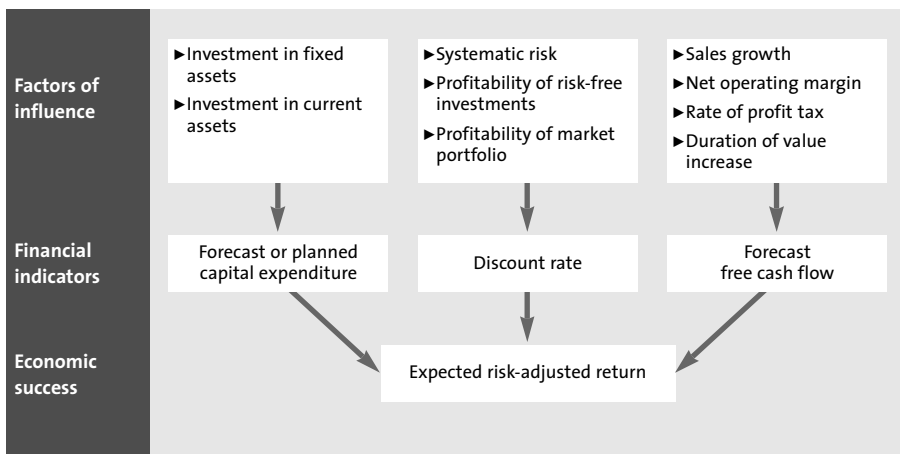 Factors of
influence
►Investment in fixed
assets
►Investment in current
assets
►Systematic risk
►Profitability of risk-free
investments
►Profitability of market
portfolio
►Sales growth
►Net operating margin
►Rate of profit tax
►Duration of value
increase
Financial
indicators
Forecast or planned
capital expenditure
Discount rate
Forecast
free cash flow
Economic
success
Expected risk-adjusted return